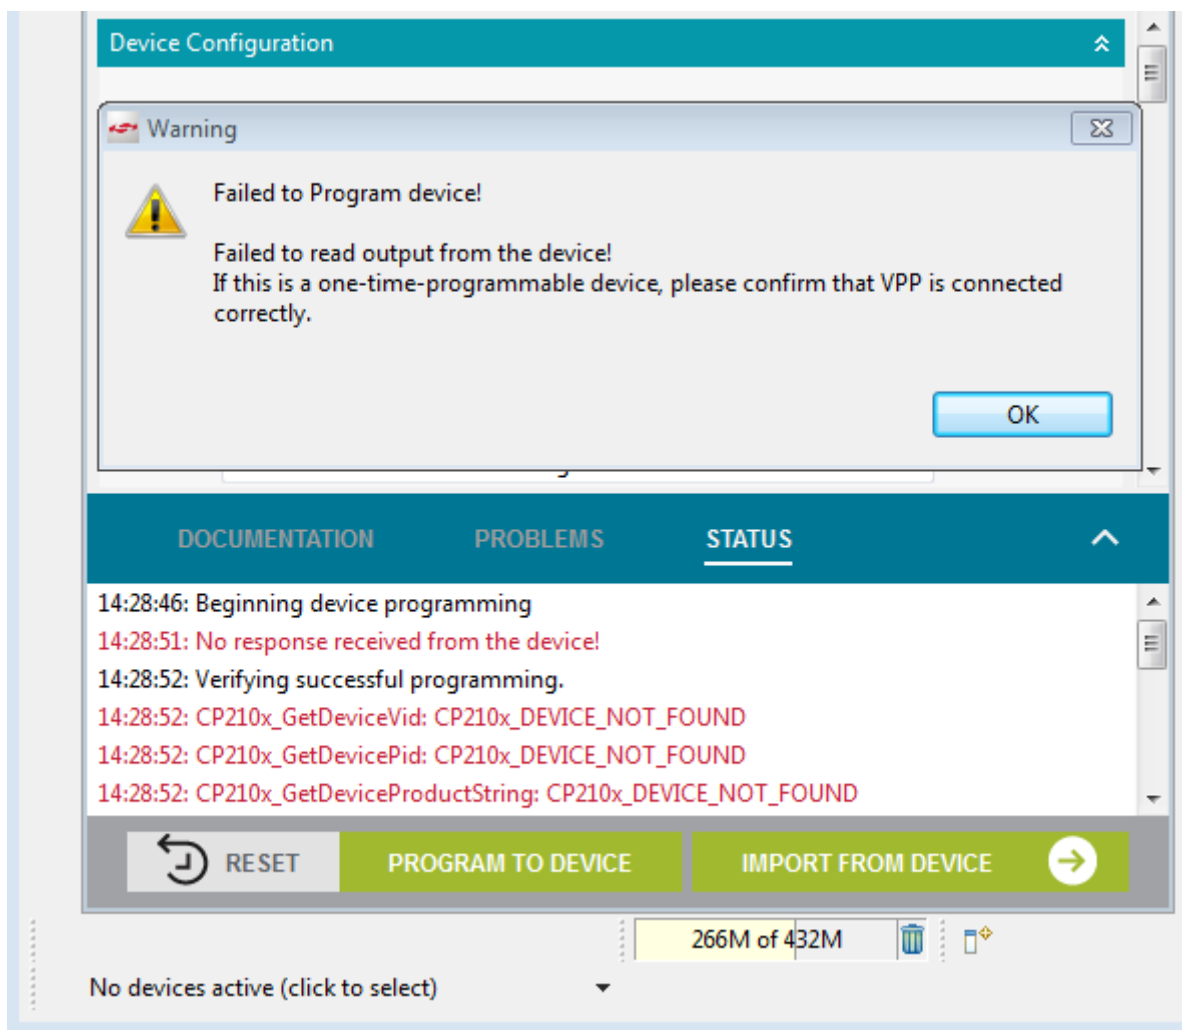 Device Configuration
Warning
Failed to Program device!
Failed to read output from the device!
If this is a one-time-programmable device, please confirm that VPP is connected
correctly.
OK
DOCUMENTATION PROBLEMS STATUS
14:28:46: Beginning device programming
14:28:51: No response received from the device!
14:28:52: Verifying successful programming.
14:28:52: CP210x_GetDeviceVid: CP210x_DEVICE_NOT_FOUND
14:28:52: CP210x_GetDevicePid: CP210x_DEVICE_NOT_FOUND
14:28:52: CP210x_GetDeviceProductString: CP210x_DEVICE_NOT_FOUND
RESET PROGRAM TO DEVICE IMPORT FROM DEVICE
266M of 432M
No devices active (click to select)